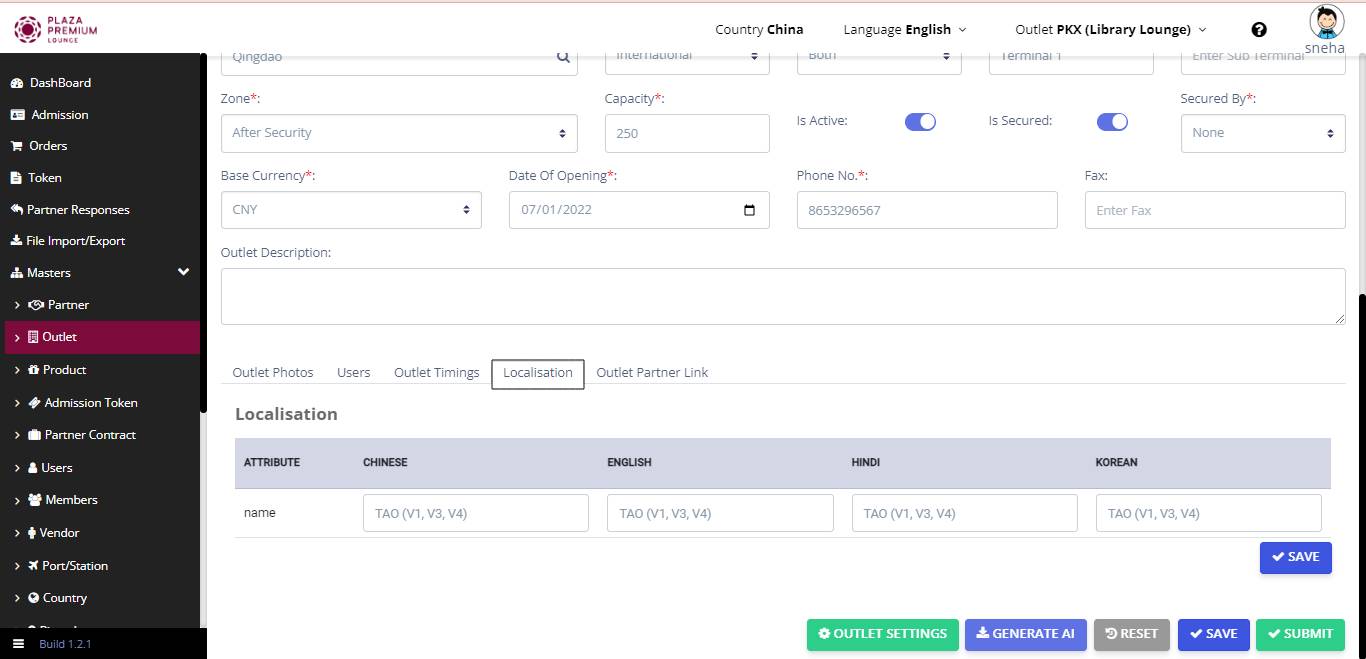 PLAZA
PREMIUM
LOUNGE
Country China
Language English
Outlet PKX (Library Lounge)
sneha
DashBoard
Admission
Orders
Token
Partner Responses
File Import/Export
Masters
Partner
Outlet
Product
Admission Token
Partner Contract
Users
Members
Vendor
Port/Station
Country
Build 1.2.1
Qingdao
International
Both
Terminal 1
Enter Sub Terminal
Zone*:
Capacity*:
Is Active:
Is Secured:
Secured By*:
After Security
250
None
Base Currency*:
Date Of Opening*:
Phone No.*:
Fax:
CNY
07/01/2022
8653296567
Enter Fax
Outlet Description:
Outlet Photos
Users
Outlet Timings
Localisation
Outlet Partner Link
Localisation
ATTRIBUTE CHINESE ENGLISH HINDI KOREAN
name TAO (V1, V3, V4) TAO (V1, V3, V4) TAO (V1, V3, V4) TAO (V1, V3, V4)
SAVE
OUTLET SETTINGS
GENERATE AI
RESET
SAVE
SUBMIT